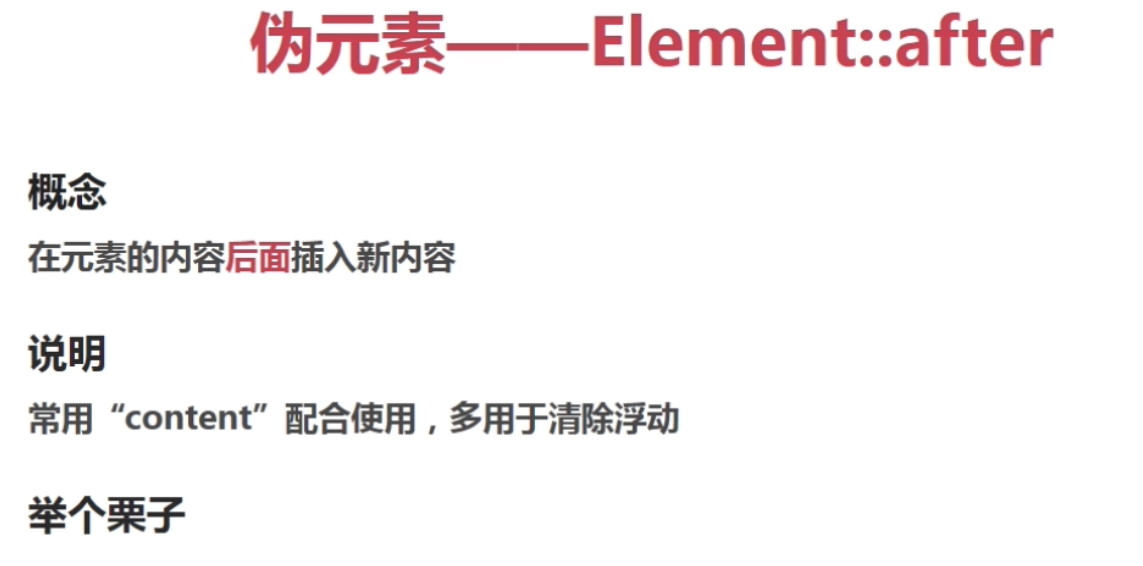 伪元素——Element::after
概念
在元素的内容后面插入新内容
说明
常用“content”配合使用，多用于清除浮动
举个栗子